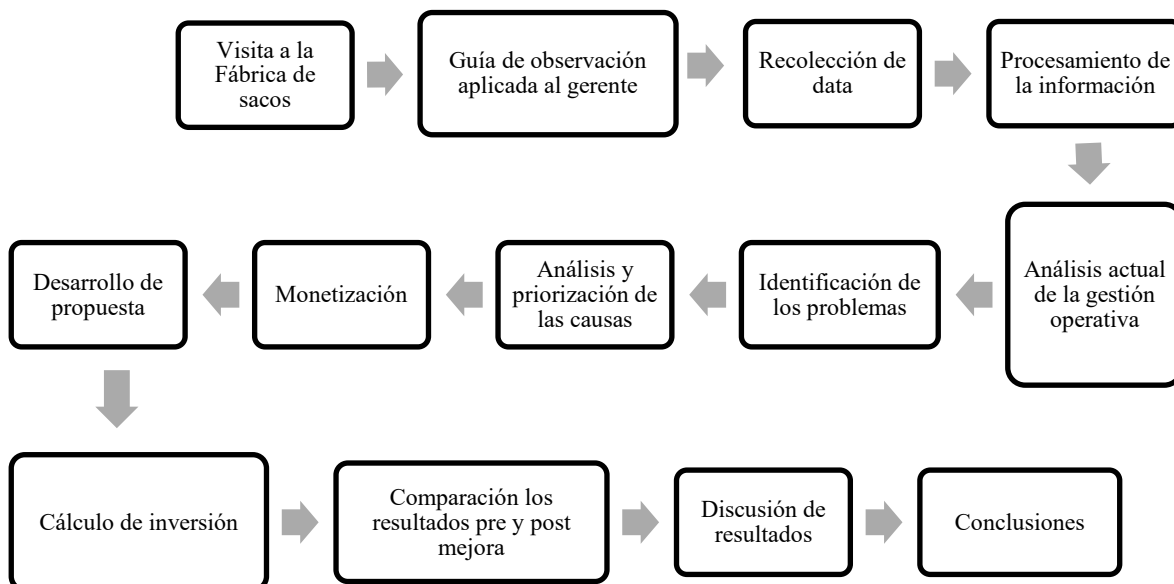 Visita a la
Fábrica de
sacos
Guía de observación
aplicada al gerente
Recolección de
data
Procesamiento de
la información
Análisis actual
de la gestión
operativa
Identificación de
los problemas
Análisis y
priorización de
las causas
Monetización
Desarrollo de
propuesta
Cálculo de inversión
Comparación los
resultados pre y post
mejora
Discusión de
resultados
Conclusiones